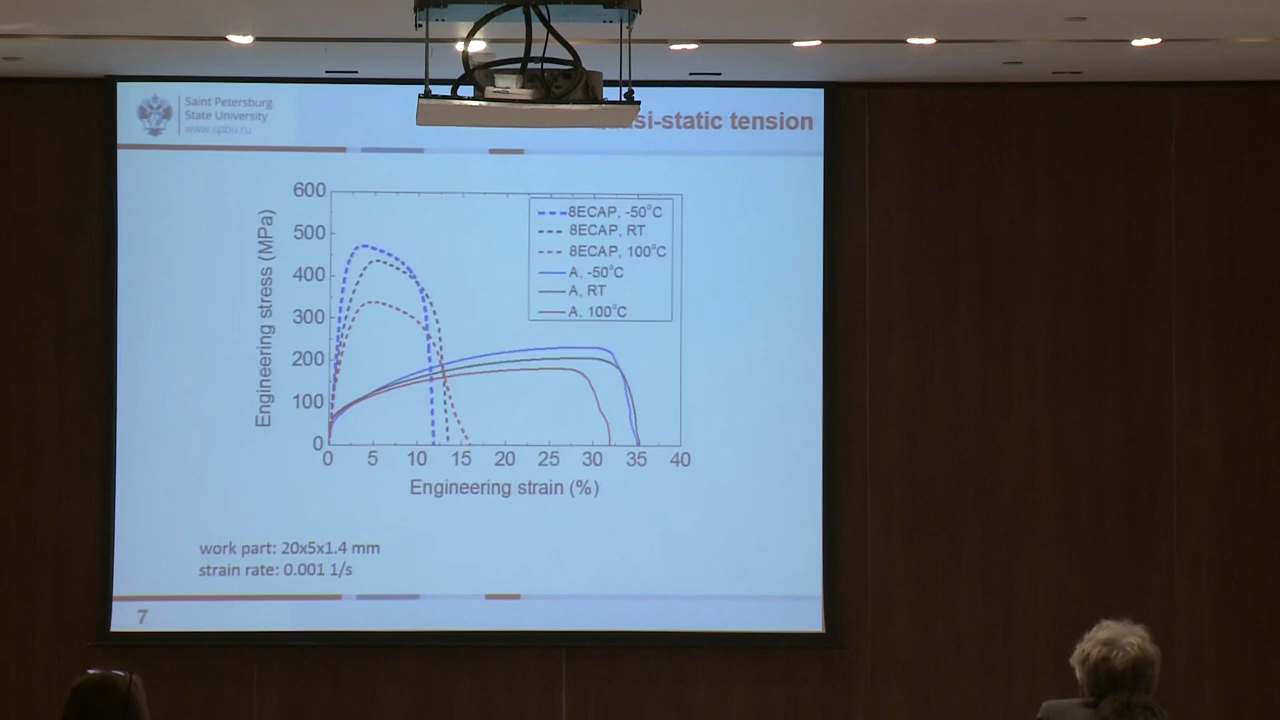 Saint Petersburg
State University
www.spbu.ru
si-static tension
600
500
400
300
200
100
0
Engineering stress (MPa)
8ECAP, -50°C
8ECAP, RT
8ECAP, 100°C
A, -50°C
A, RT
A, 100°C
0 5 10 15 20 25 30 35 40
Engineering strain (%)
work part: 20x5x1.4 mm
strain rate: 0.001 1/s
7